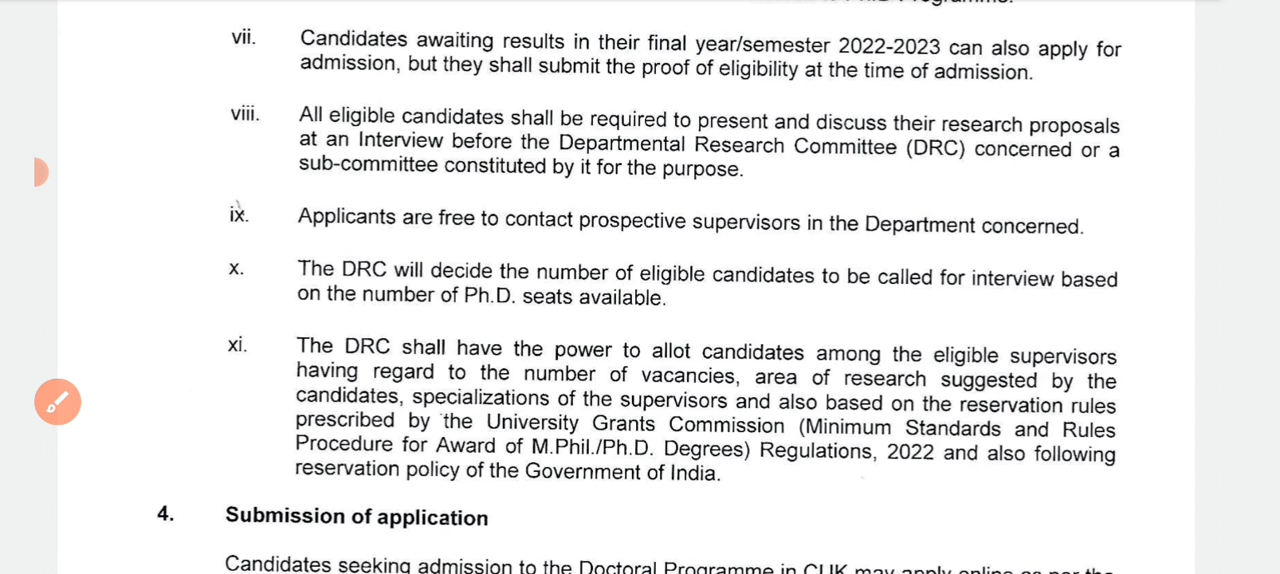 vii. Candidates awaiting results in their final year/semester 2022-2023 can also apply for
admission, but they shall submit the proof of eligibility at the time of admission.
viii. All eligible candidates shall be required to present and discuss their research proposals
at an Interview before the Departmental Research Committee (DRC) concerned or a
sub-committee constituted by it for the purpose.
ix. Applicants are free to contact prospective supervisors in the Department concerned.
x. The DRC will decide the number of eligible candidates to be called for interview based
on the number of Ph.D. seats available.
xi. The DRC shall have the power to allot candidates among the eligible supervisors
having regard to the number of vacancies, area of research suggested by the
candidates, specializations of the supervisors and also based on the reservation rules
prescribed by the University Grants Commission (Minimum Standards and Rules
Procedure for Award of M.Phil./Ph.D. Degrees) Regulations, 2022 and also following
reservation policy of the Government of India.
4. Submission of application
Candidates seeking admission to the Doctoral Programme in CUK may apply online as per the